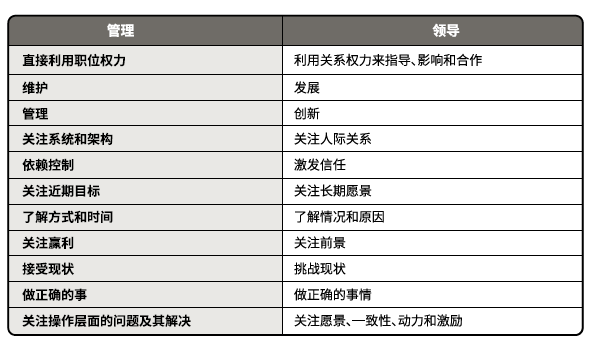 管理 领导
直接利用职位权力 利用关系权力来指导、影响和合作
维护 发展
管理 创新
关注系统和架构 关注人际关系
依赖控制 激发信任
关注近期目标 关注长期愿景
了解方式和时间 了解情况和原因
关注赢利 关注前景
接受现状 挑战现状
做正确的事 做正确的事情
关注操作层面的问题及其解决 关注愿景、一致性、动力和激励